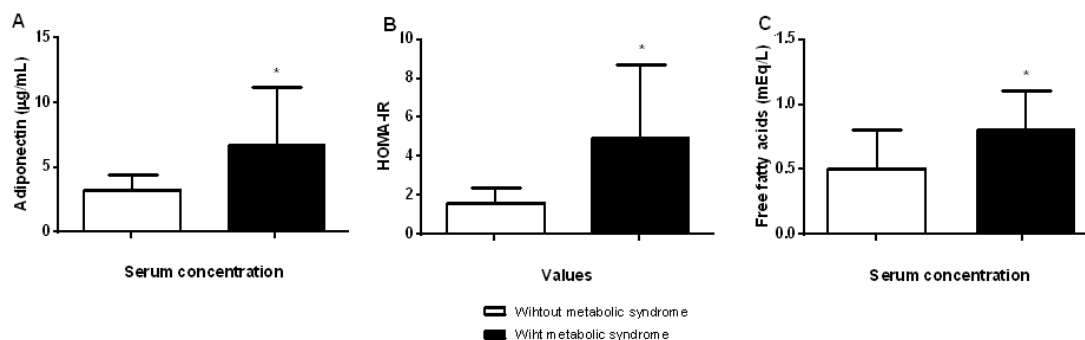 A
Adiponectin (µg/mL)
15
10
5
0
*
Serum concentration
B
HOMA-IR
10
8
6
4
2
0
*
Values
C
Free fatty acids (mEq/L)
1.5
1.0
0.5
0.0
*
Serum concentration
Wihtout metabolic syndrome
Wiht metabolic syndrome